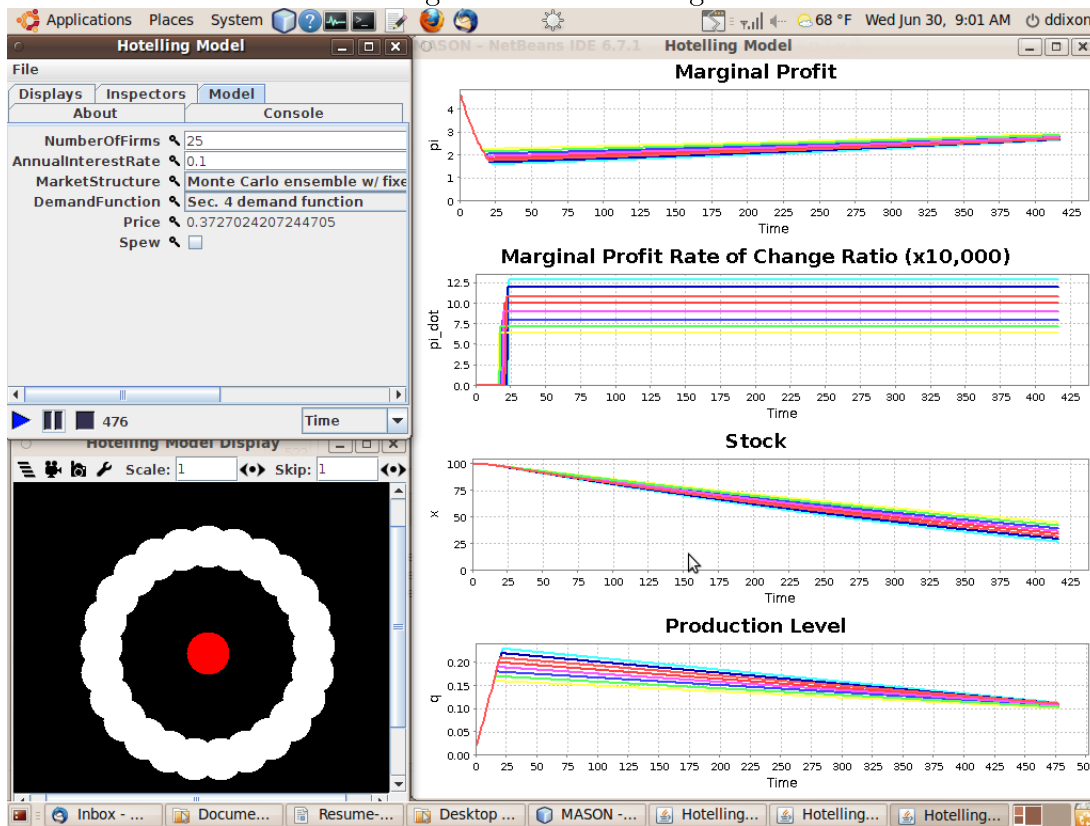 Applications Places System 68 °F Wed Jun 30, 9:01 AM ddixon
Hotelling Model
File
Displays Inspectors Model
About Console
NumberOfFirms 25
AnnualInterestRate 0.1
MarketStructure Monte Carlo ensemble w/ fixe
DemandFunction Sec. 4 demand function
Price 0.3727024207244705
Spew
476 Time
Hotelling Model Display
Scale: 1 Skip: 1
MASON - NetBeans IDE 6.7.1 Hotelling Model
Marginal Profit
pi
4
3
2
1
0
0 25 50 75 100 125 150 175 200 225 250 275 300 325 350 375 400 425
Time
Marginal Profit Rate of Change Ratio (x10,000)
pi_dot
12.5
10.0
7.5
5.0
2.5
0.0
0 25 50 75 100 125 150 175 200 225 250 275 300 325 350 375 400 425
Time
Stock
x
100
75
50
25
0
0 25 50 75 100 125 150 175 200 225 250 275 300 325 350 375 400 425
Time
Production Level
q
0.20
0.15
0.10
0.05
0.00
0 25 50 75 100 125 150 175 200 225 250 275 300 325 350 375 400 425 450 475 50
Time
Inbox - ... Docume... Resume-... Desktop ... MASON -... Hotelling... Hotelling... Hotelling...